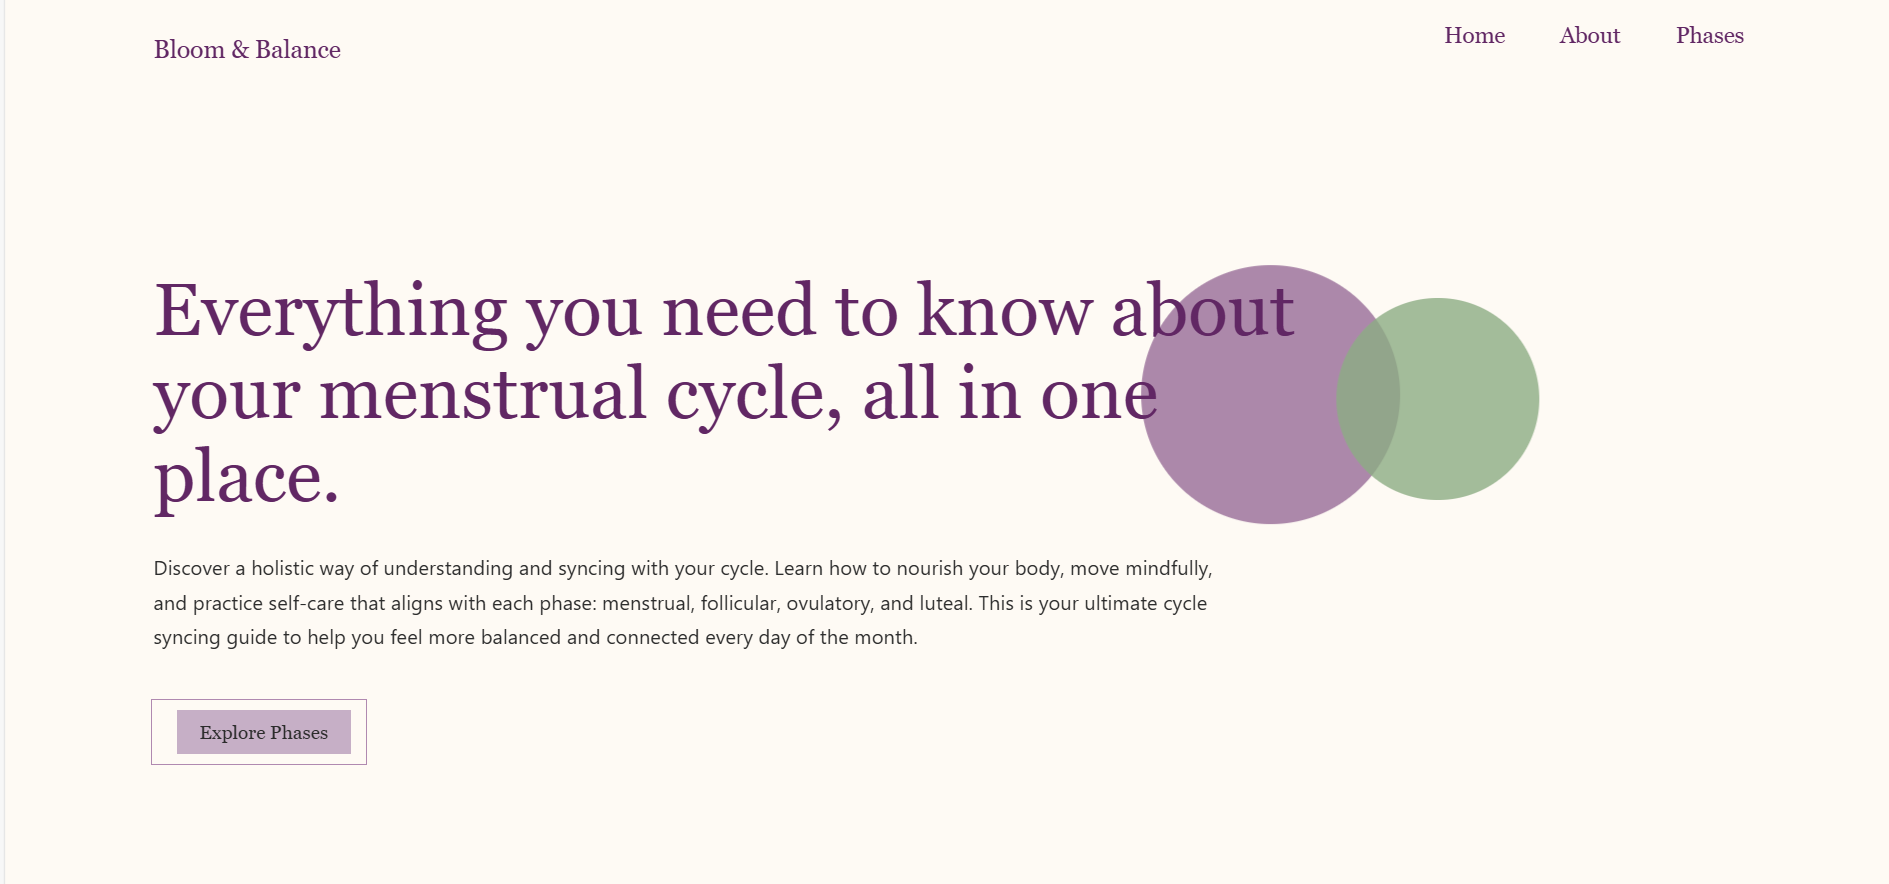 Bloom & Balance
Home About Phases
Everything you need to know about
your menstrual cycle, all in one
place.
Discover a holistic way of understanding and syncing with your cycle. Learn how to nourish your body, move mindfully,
and practice self-care that aligns with each phase: menstrual, follicular, ovulatory, and luteal. This is your ultimate cycle
syncing guide to help you feel more balanced and connected every day of the month.
Explore Phases